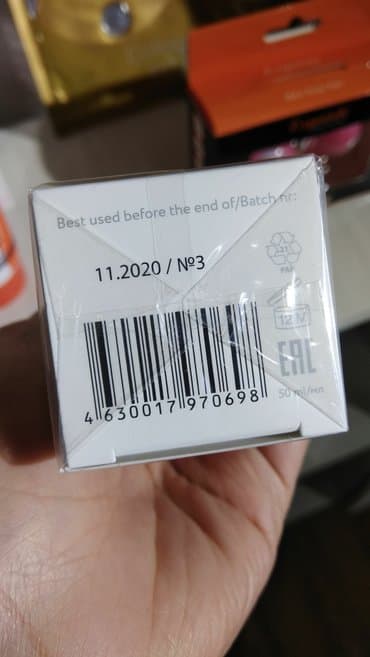 Best used before the end of/Batch nr:
11.2020 / №3
21
PAP
12 M
EAC
4 630017 970698
50 ml/мл